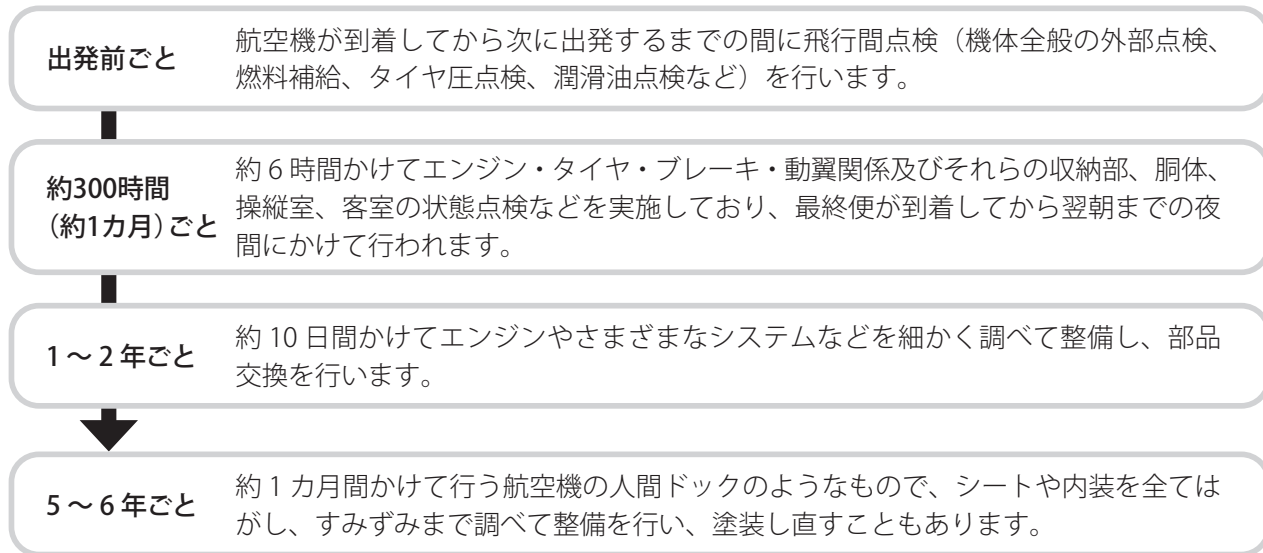 出発前ごと
航空機が到着してから次に出発するまでの間に飛行間点検（機体全般の外部点検、
燃料補給、タイヤ圧点検、潤滑油点検など）を行います。
約300時間
（約1カ月）ごと
約 6 時間かけてエンジン・タイヤ・ブレーキ・動翼関係及びそれらの収納部、胴体、
操縦室、客室の状態点検などを実施しており、最終便が到着してから翌朝までの夜
間にかけて行われます。
1 ～ 2 年ごと
約 10 日間かけてエンジンやさまざまなシステムなどを細かく調べて整備し、部品
交換を行います。
5 ～ 6 年ごと
約 1 カ月間かけて行う航空機の人間ドックのようなもので、シートや内装を全ては
がし、すみずみまで調べて整備を行い、塗装し直すこともあります。